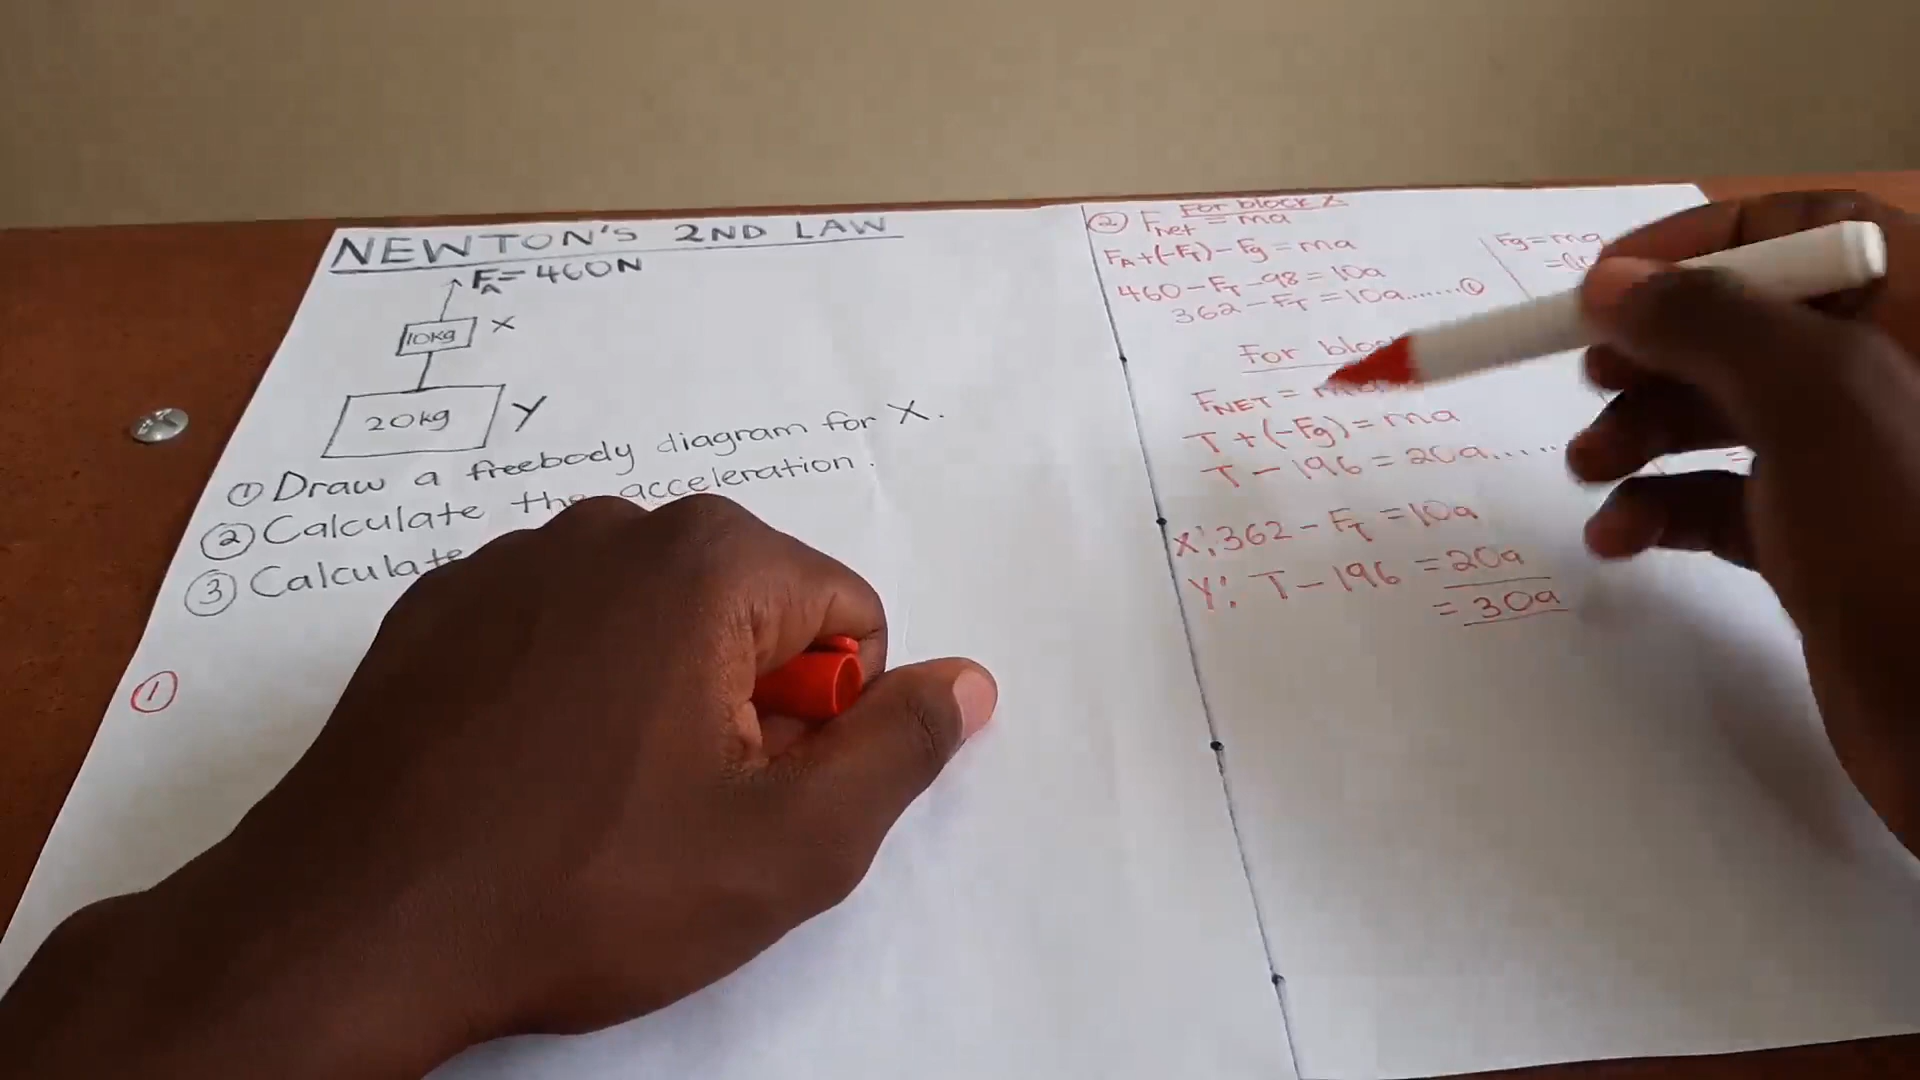 NEWTON'S 2ND LAW
FA = 460N
10kg X
20kg Y
① Draw a freebody diagram for X.
② Calculate the acceleration.
③ Calculate
①
For block X
② Fnet = ma
FA+(-FT)-Fg=ma
460-FT-98=10a
362-FT=10a.......①
Fg=mg
For
FNET =
T+(-Fg)=ma
T-196=20a......
=
X: 362-FT=10a
Y: T-196=20a
=30a